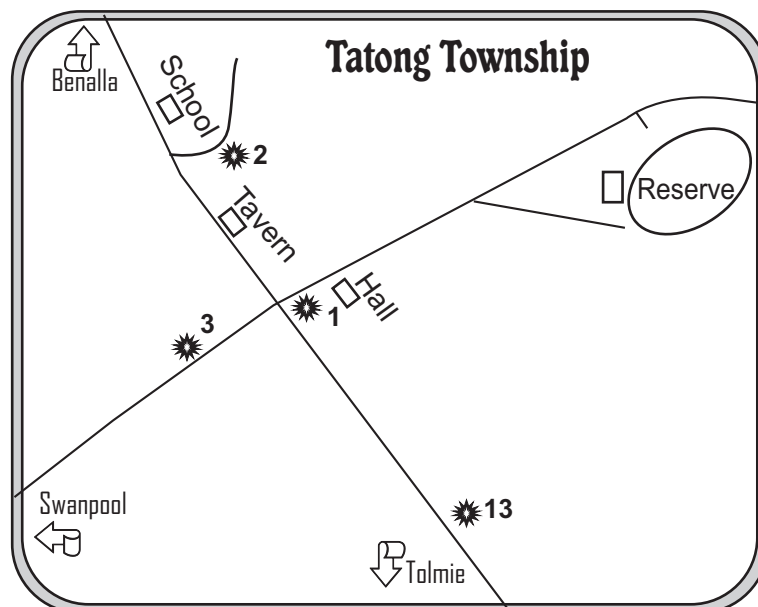 Tatong Township
Benalla
School
2
Tavern
Reserve
Hall
1
3
Swanpool
13
Tolmie